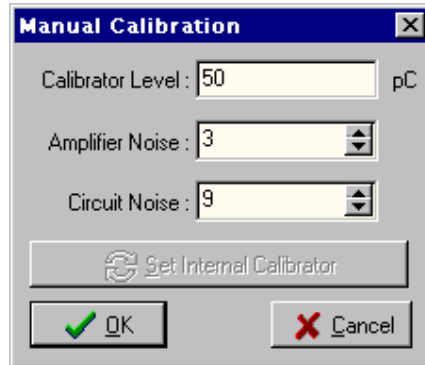 Manual Calibration
Calibrator Level : 50 pC
Amplifier Noise : 3
Circuit Noise : 9
Set Internal Calibrator
OK Cancel